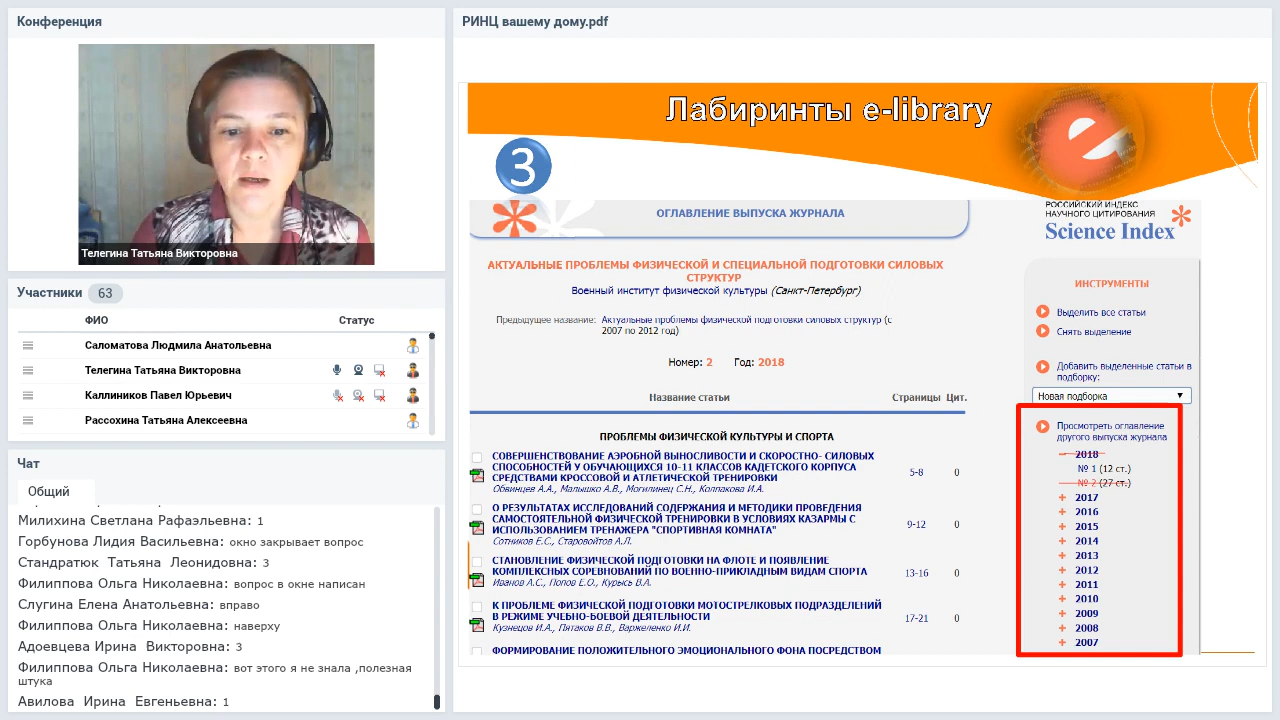 Конференция
Телегина Татьяна Викторовна
Участники 63
ФИО Статус
Саломатова Людмила Анатольевна
Телегина Татьяна Викторовна
Каллиников Павел Юрьевич
Рассохина Татьяна Алексеевна
Чат
Общий
Милихина Светлана Рафаэльевна: 1
Горбунова Лидия Васильевна: окно закрывает вопрос
Стандратюк Татьяна Леонидовна: 3
Филиппова Ольга Николаевна: вопрос в окне написан
Слугина Елена Анатольевна: вправо
Филиппова Ольга Николаевна: наверху
Адоевцева Ирина Викторовна: 3
Филиппова Ольга Николаевна: вот этого я не знала ,полезная
штука
Авилова Ирина Евгеньевна: 1
РИНЦ вашему дому.pdf
Лабиринты e-library
3
ОГЛАВЛЕНИЕ ВЫПУСКА ЖУРНАЛА
АКТУАЛЬНЫЕ ПРОБЛЕМЫ ФИЗИЧЕСКОЙ И СПЕЦИАЛЬНОЙ ПОДГОТОВКИ СИЛОВЫХ
СТРУКТУР
Военный институт физической культуры (Санкт-Петербург)
Предыдущее название: Актуальные проблемы физической подготовки силовых структур (с
2007 по 2012 год)
Номер: 2 Год: 2018
Название статьи Страницы Цит.
ПРОБЛЕМЫ ФИЗИЧЕСКОЙ КУЛЬТУРЫ И СПОРТА
СОВЕРШЕНСТВОВАНИЕ АЭРОБНОЙ ВЫНОСЛИВОСТИ И СКОРОСТНО- СИЛОВЫХ
СПОСОБНОСТЕЙ У ОБУЧАЮЩИХСЯ 10-11 КЛАССОВ КАДЕТСКОГО КОРПУСА
СРЕДСТВАМИ КРОССОВОЙ И АТЛЕТИЧЕСКОЙ ТРЕНИРОВКИ 5-8 0
Обвинцев А.А., Малышко А.В., Могилинец С.Н., Колпакова И.А.
О РЕЗУЛЬТАТАХ ИССЛЕДОВАНИЙ СОДЕРЖАНИЯ И МЕТОДИКИ ПРОВЕДЕНИЯ
САМОСТОЯТЕЛЬНОЙ ФИЗИЧЕСКОЙ ТРЕНИРОВКИ В УСЛОВИЯХ КАЗАРМЫ С
ИСПОЛЬЗОВАНИЕМ ТРЕНАЖЕРА "СПОРТИВНАЯ КОМНАТА" 9-12 0
Сотников Е.С., Старовойтов А.Л.
СТАНОВЛЕНИЕ ФИЗИЧЕСКОЙ ПОДГОТОВКИ НА ФЛОТЕ И ПОЯВЛЕНИЕ
КОМПЛЕКСНЫХ СОРЕВНОВАНИЙ ПО ВОЕННО-ПРИКЛАДНЫМ ВИДАМ СПОРТА 13-16 0
Иванов А.С., Попов Е.О., Курысь В.А.
К ПРОБЛЕМЕ ФИЗИЧЕСКОЙ ПОДГОТОВКИ МОТОСТРЕЛКОВЫХ ПОДРАЗДЕЛЕНИЙ
В РЕЖИМЕ УЧЕБНО-БОЕВОЙ ДЕЯТЕЛЬНОСТИ 17-21 0
Кузнецов И.А., Пятаков В.В., Варжеленко И.И.
ФОРМИРОВАНИЕ ПОЛОЖИТЕЛЬНОГО ЭМОЦИОНАЛЬНОГО ФОНА ПОСРЕДСТВОМ
РОССИЙСКИЙ ИНДЕКС
НАУЧНОГО ЦИТИРОВАНИЯ
Science Index
ИНСТРУМЕНТЫ
Выделить все статьи
Снять выделение
Добавить выделенные статьи в
подборку:
Новая подборка
Просмотреть оглавление
другого выпуска журнала
2018
№ 1 (12 ст.)
№ 2 (27 ст.)
+ 2017
+ 2016
+ 2015
+ 2014
+ 2013
+ 2012
+ 2011
+ 2010
+ 2009
+ 2008
+ 2007